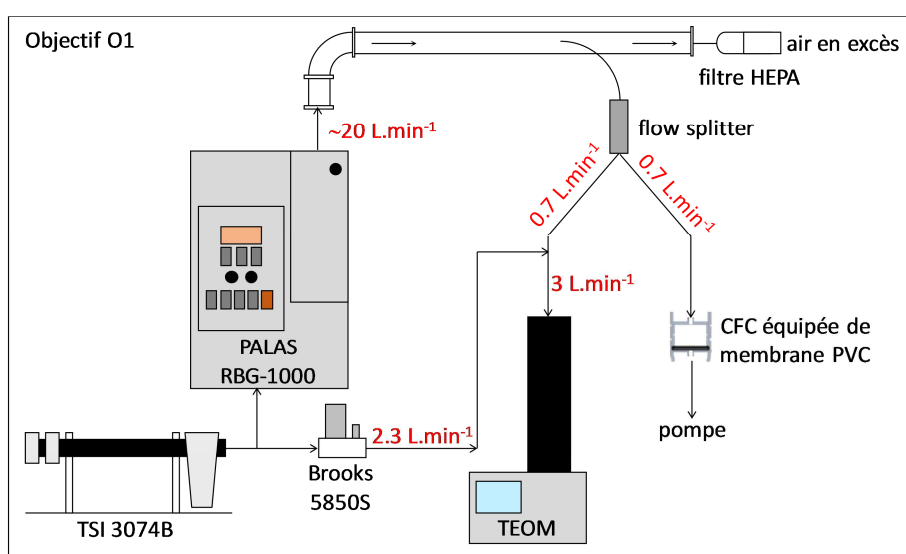 Objectif O1
air en excès
filtre HEPA
~20 L.min⁻¹
flow splitter
0.7 L.min⁻¹
0.7 L.min⁻¹
3 L.min⁻¹
PALAS
RBG-1000
CFC équipée de
membrane PVC
2.3 L.min⁻¹
pompe
Brooks
5850S
TSI 3074B
TEOM